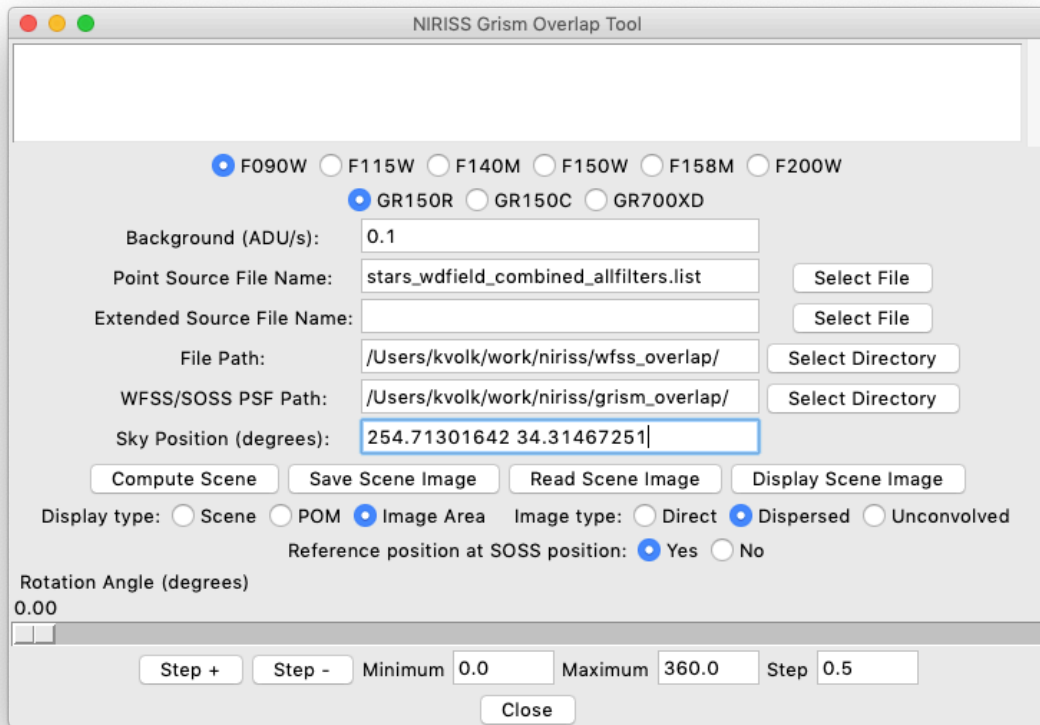 NIRISS Grism Overlap Tool
F090W F115W F140M F150W F158M F200W
GR150R GR150C GR700XD
Background (ADU/s): 0.1
Point Source File Name: stars_wdfield_combined_allfilters.list Select File
Extended Source File Name: Select File
File Path: /Users/kvolk/work/niriss/wfss_overlap/ Select Directory
WFSS/SOSS PSF Path: /Users/kvolk/work/niriss/grism_overlap/ Select Directory
Sky Position (degrees): 254.71301642 34.31467251
Compute Scene Save Scene Image Read Scene Image Display Scene Image
Display type: Scene POM Image Area Image type: Direct Dispersed Unconvolved
Reference position at SOSS position: Yes No
Rotation Angle (degrees)
0.00
Step + Step - Minimum 0.0 Maximum 360.0 Step 0.5
Close